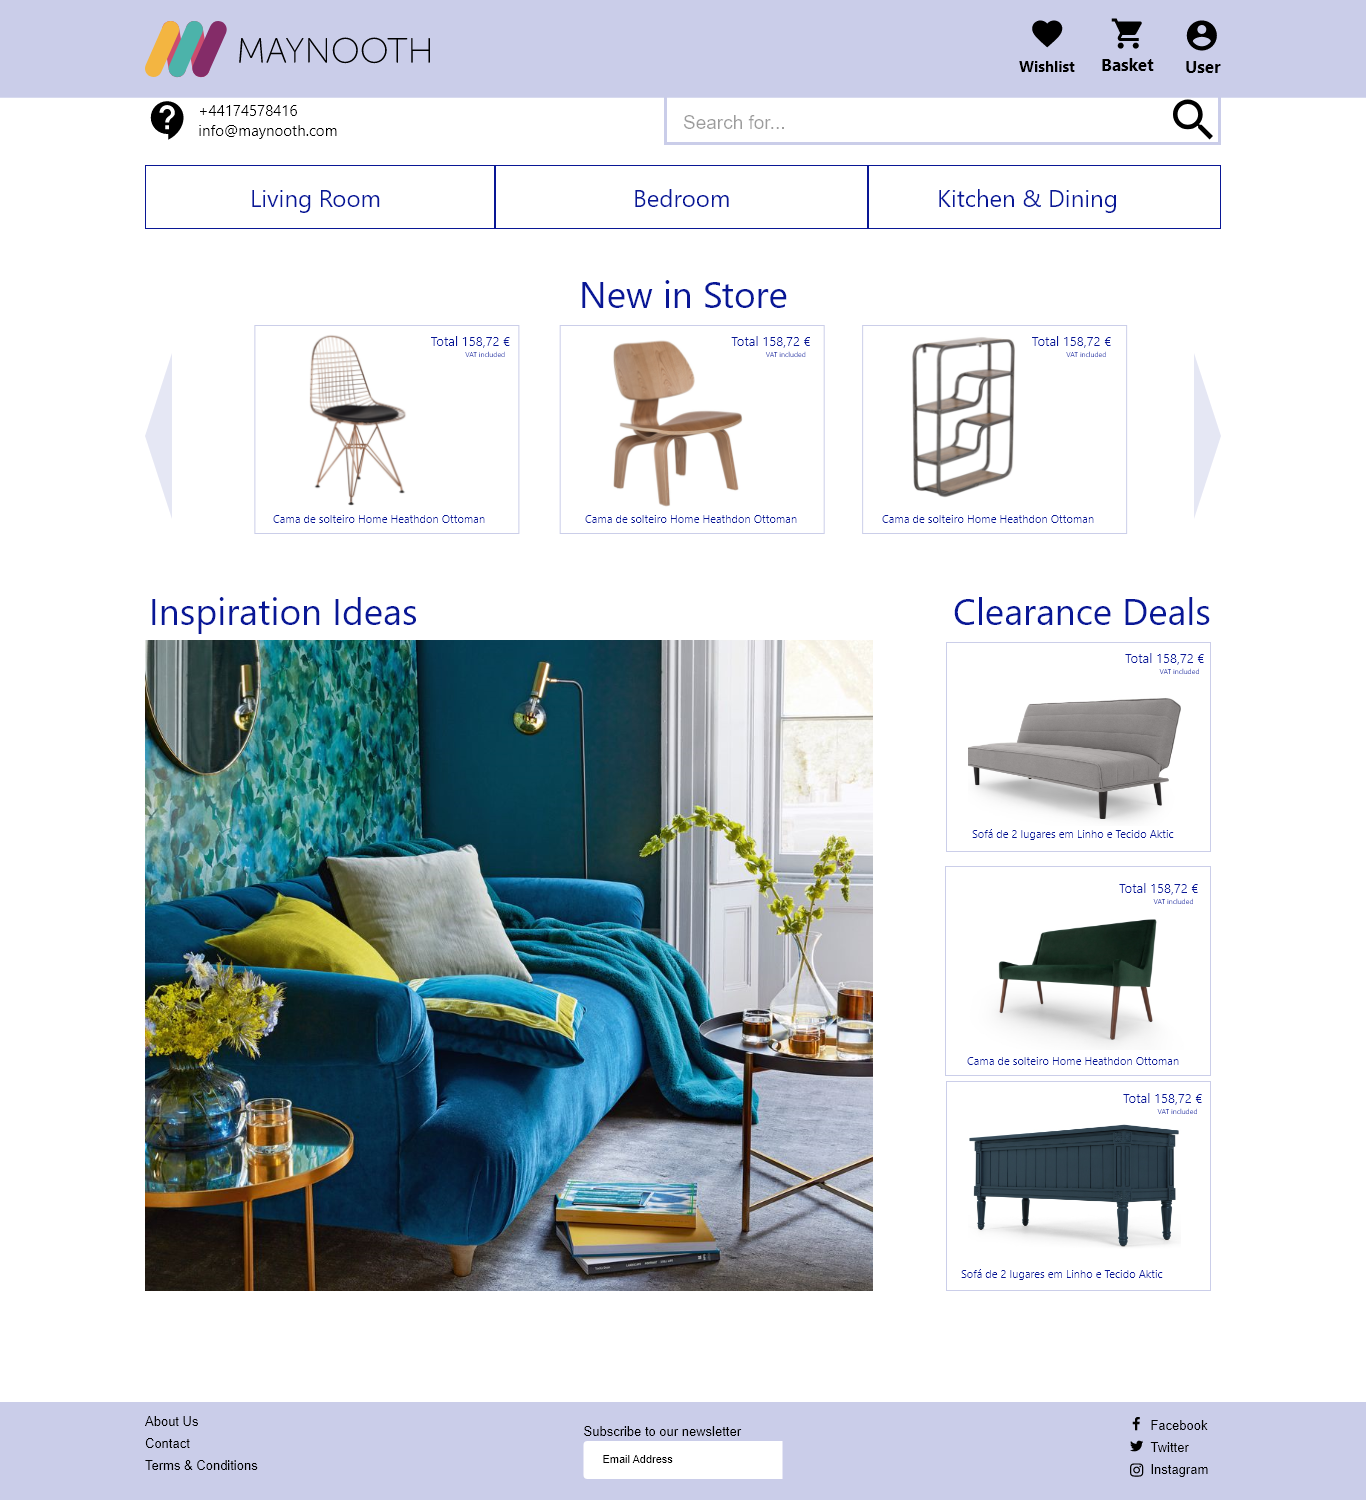 MAYNOOTH
Wishlist
Basket
User
+44174578416
info@maynooth.com
Search for...
Living Room
Bedroom
Kitchen & Dining
New in Store
Total 158,72 €
VAT included
Cama de solteiro Home Heathdon Ottoman
Total 158,72 €
VAT included
Cama de solteiro Home Heathdon Ottoman
Total 158,72 €
VAT included
Cama de solteiro Home Heathdon Ottoman
Inspiration Ideas
Clearance Deals
Total 158,72 €
VAT included
Sofá de 2 lugares em Linho e Tecido Aktic
Total 158,72 €
VAT included
Cama de solteiro Home Heathdon Ottoman
Total 158,72 €
VAT included
Sofá de 2 lugares em Linho e Tecido Aktic
About Us
Contact
Terms & Conditions
Subscribe to our newsletter
Email Address
Facebook
Twitter
Instagram